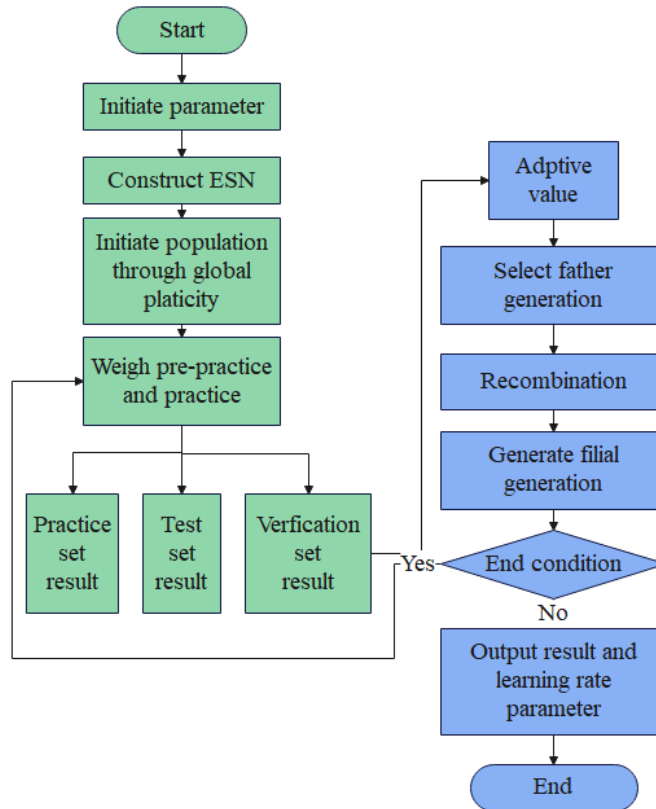 Start
Initiate parameter
Construct ESN
Initiate population
through global
platicity
Weigh pre-practice
and practice
Practice
set
result
Test
set
result
Verfication
set
result
Adptive
value
Select father
generation
Recombination
Generate filial
generation
End condition
Yes
No
Output result and
learning rate
parameter
End